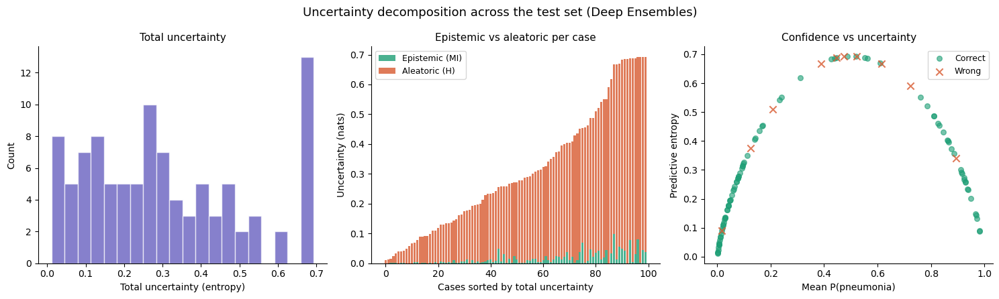 Uncertainty decomposition across the test set (Deep Ensembles)
Total uncertainty
Count
12
10
8
6
4
2
0
0.0 0.1 0.2 0.3 0.4 0.5 0.6 0.7
Total uncertainty (entropy)
Epistemic vs aleatoric per case
Epistemic (MI)
Aleatoric (H)
Uncertainty (nats)
0.7
0.6
0.5
0.4
0.3
0.2
0.1
0.0
0 20 40 60 80 100
Cases sorted by total uncertainty
Confidence vs uncertainty
Correct
Wrong
Predictive entropy
0.7
0.6
0.5
0.4
0.3
0.2
0.1
0.0
0.0 0.2 0.4 0.6 0.8 1.0
Mean P(pneumonia)